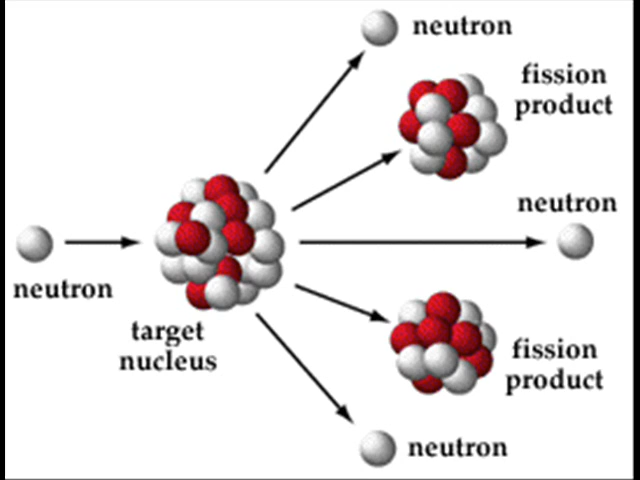 neutron
fission
product
neutron
neutron
target
nucleus
fission
product
neutron